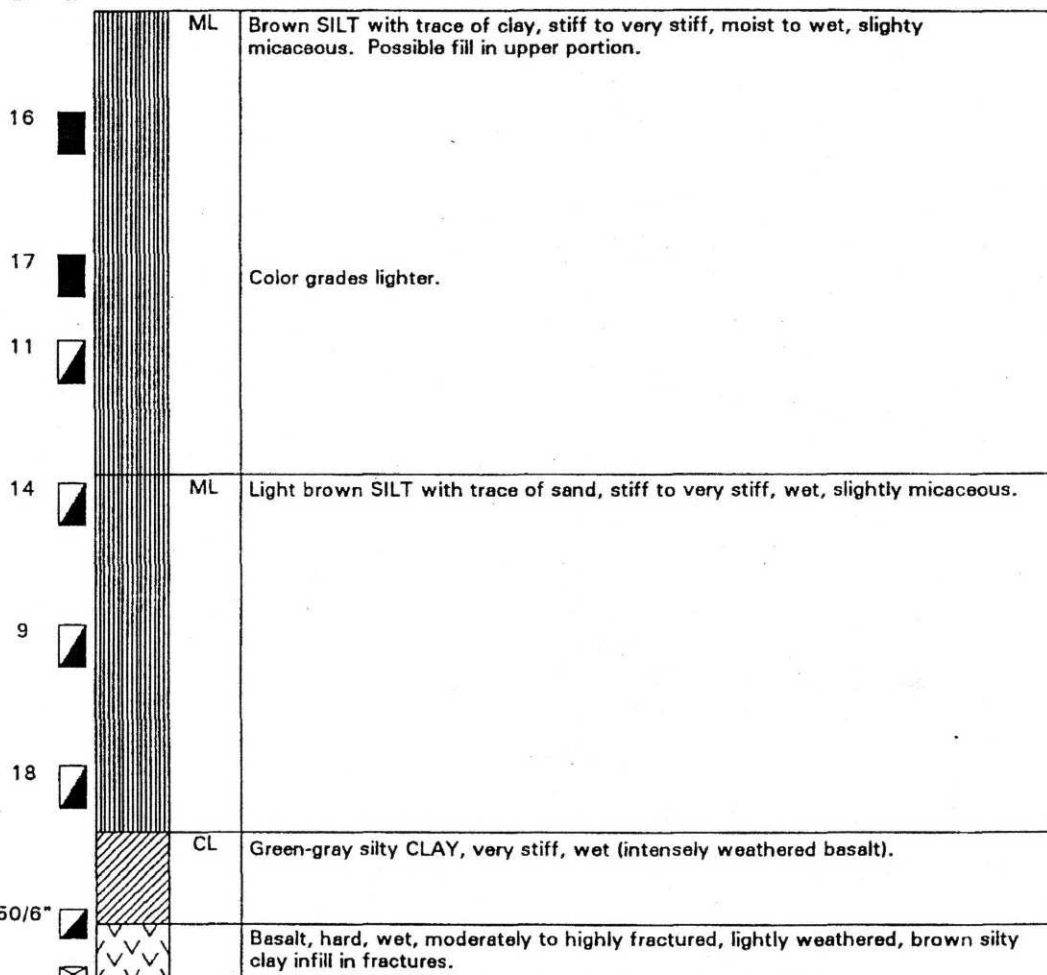 ML Brown SILT with trace of clay, stiff to very stiff, moist to wet, slighty
micaceous. Possible fill in upper portion.
16
17
Color grades lighter.
11
14 ML Light brown SILT with trace of sand, stiff to very stiff, wet, slightly micaceous.
9
18
CL Green-gray silty CLAY, very stiff, wet (intensely weathered basalt).
50/6"
Basalt, hard, wet, moderately to highly fractured, lightly weathered, brown silty
clay infill in fractures.